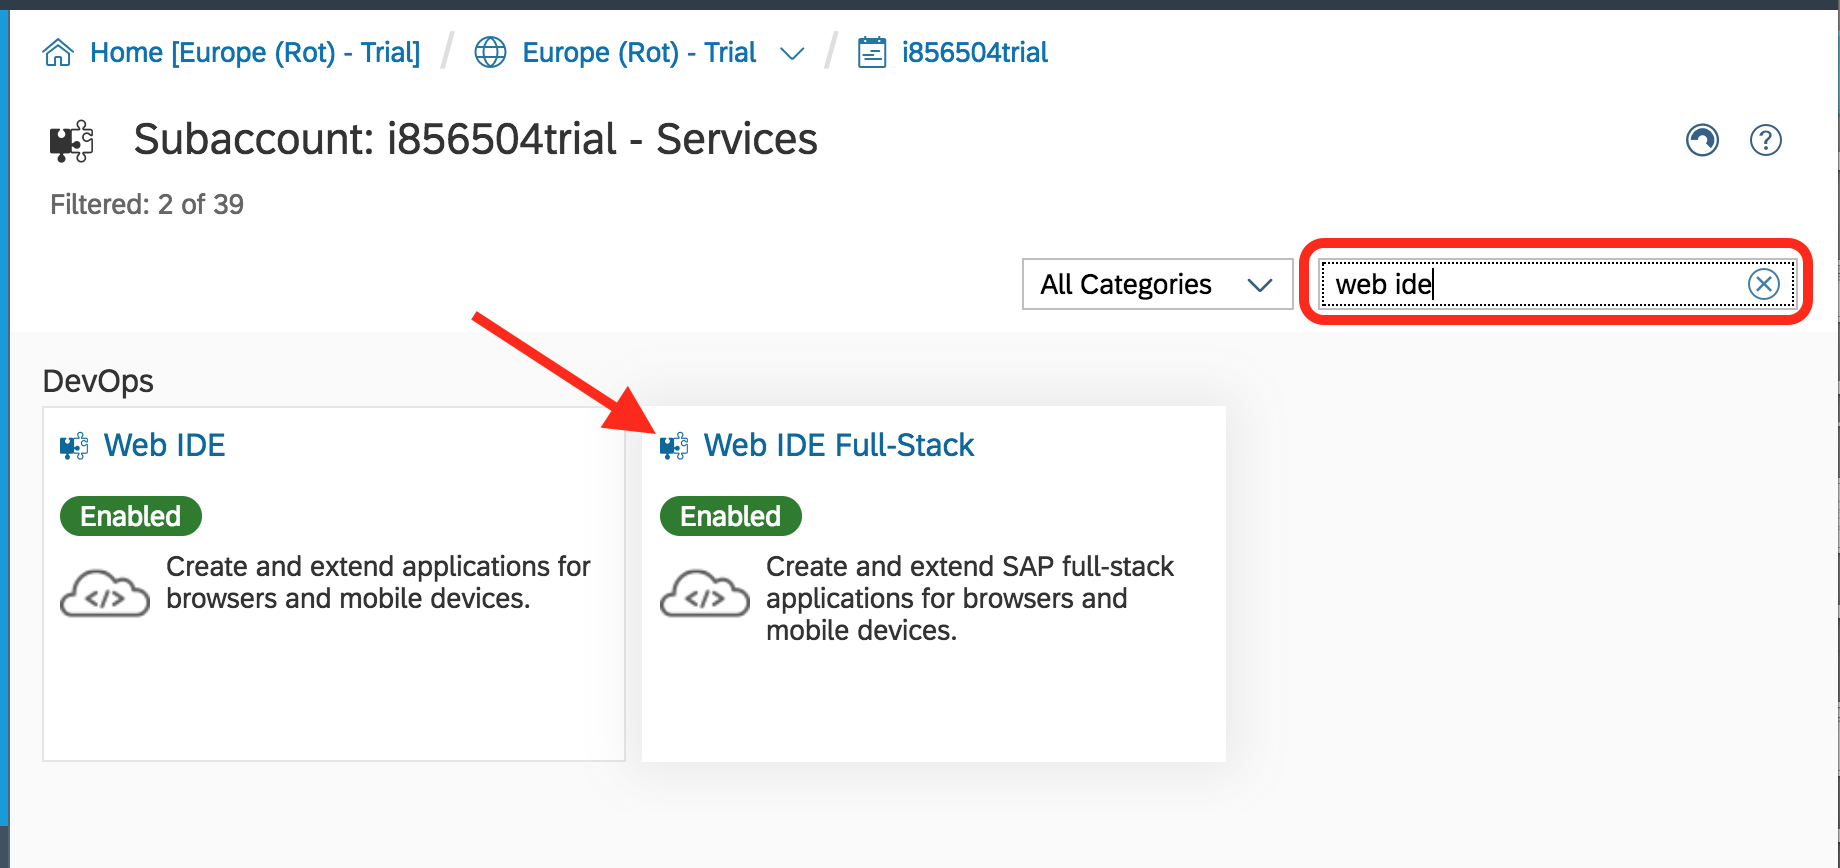 Home [Europe (Rot) - Trial] / Europe (Rot) - Trial / i856504trial
Subaccount: i856504trial - Services
Filtered: 2 of 39
All Categories
web ide
DevOps
Web IDE
Enabled
Create and extend applications for
browsers and mobile devices.
Web IDE Full-Stack
Enabled
Create and extend SAP full-stack
applications for browsers and
mobile devices.